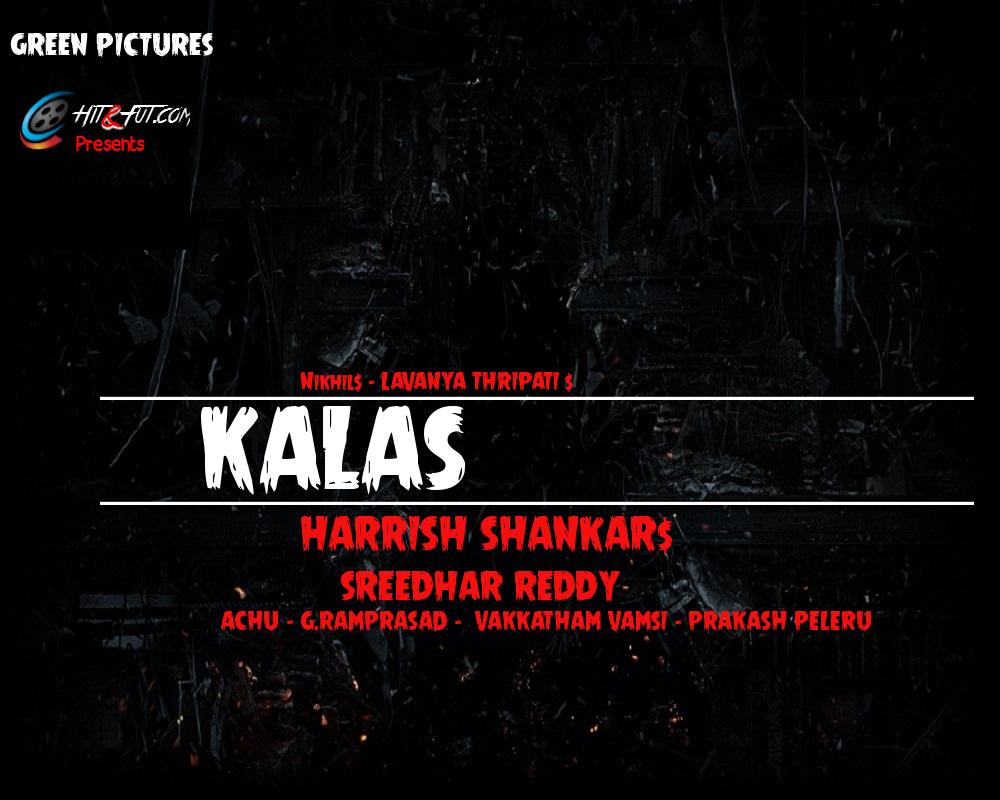 GREEN PICTURES
HIT&FUT.COM
Presents
NIKHIL$ - LAVANYA THRIPATI $
KALAS
HARRISH SHANKAR$
SREEDHAR REDDY
ACHU - G.RAMPRASAD - VAKKATHAM VAMSI - PRAKASH PELERU